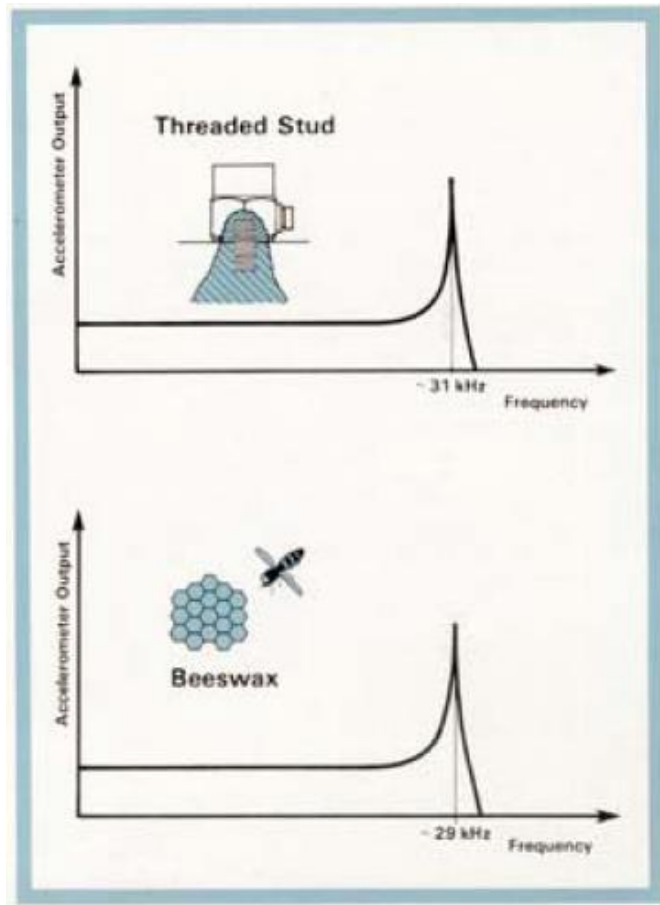 Accelerometer Output
Threaded Stud
~ 31 kHz
Frequency
Accelerometer Output
Beeswax
~ 29 kHz
Frequency